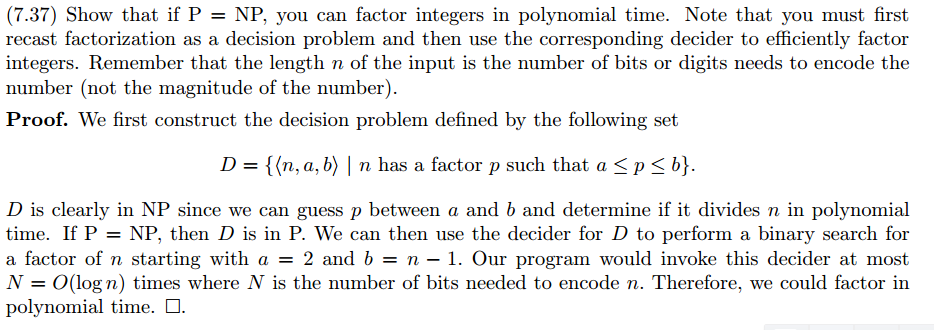 (7.37) Show that if P = NP, you can factor integers in polynomial time. Note that you must first
recast factorization as a decision problem and then use the corresponding decider to efficiently factor
integers. Remember that the length n of the input is the number of bits or digits needs to encode the
number (not the magnitude of the number).
Proof. We first construct the decision problem defined by the following set
D = {⟨n, a, b⟩ | n has a factor p such that a ≤ p ≤ b}.
D is clearly in NP since we can guess p between a and b and determine if it divides n in polynomial
time. If P = NP, then D is in P. We can then use the decider for D to perform a binary search for
a factor of n starting with a = 2 and b = n − 1. Our program would invoke this decider at most
N = O(log n) times where N is the number of bits needed to encode n. Therefore, we could factor in
polynomial time. □.